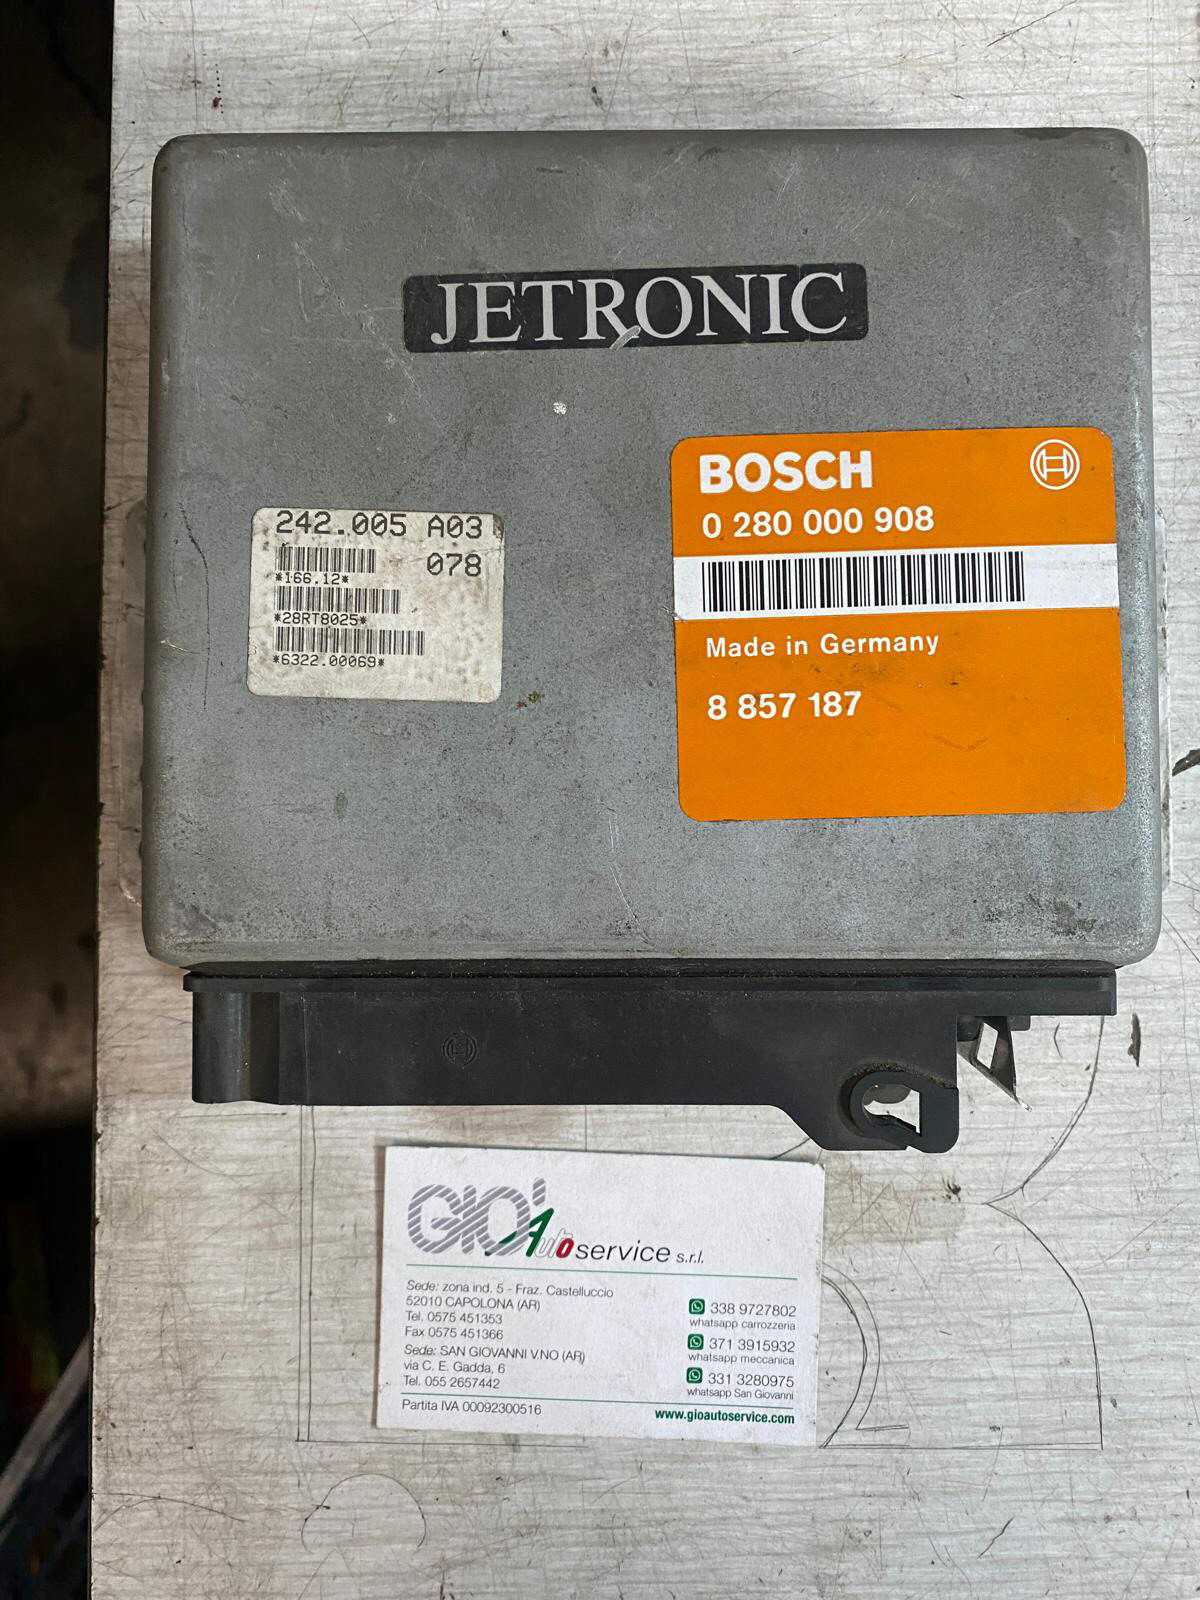 JETRONIC
BOSCH
0 280 000 908
Made in Germany
8 857 187
242.005 A03
078
*166.12*
*28RT8025*
*6322.00069*
GIO' Autoservice s.r.l.
Sede: zona ind. 5 - Fraz. Castelluccio
52010 CAPOLONA (AR)
Tel. 0575 451353
Fax 0575 451366
Sede: SAN GIOVANNI V.NO (AR)
via C. E. Gadda, 6
Tel. 055 2657442
Partita IVA 00092300516
338 9727802
whatsapp carrozzeria
371 3915932
whatsapp meccanica
331 3280975
whatsapp San Giovanni
www.gioautoservice.com